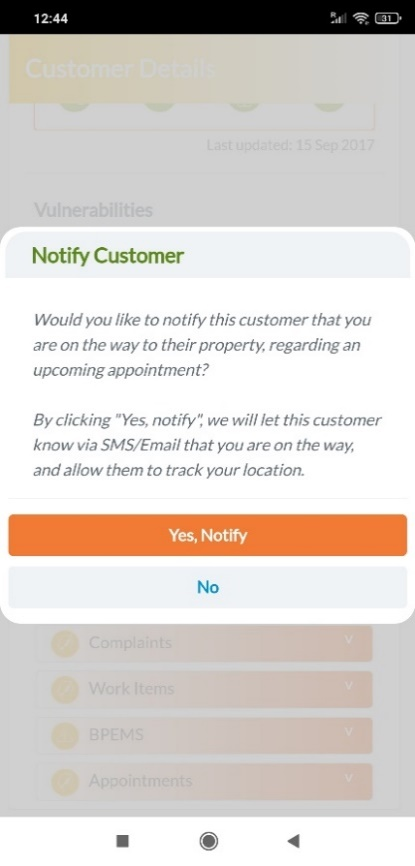 12:44
R
31
Customer Details
Last updated: 15 Sep 2017
Vulnerabilities
Notify Customer
Would you like to notify this customer that you
are on the way to their property, regarding an
upcoming appointment?
By clicking "Yes, notify", we will let this customer
know via SMS/Email that you are on the way,
and allow them to track your location.
Yes, Notify
No
Complaints
Work Items
BPEMS
Appointments